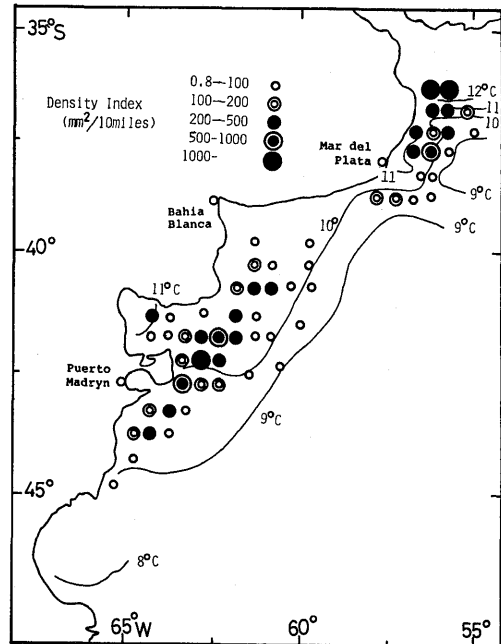 35°
S
Density Index
(mm²/10miles)
0.8—100
100—200
200—500
500-1000
1000-
12°C
11
10
Mar del
Plata
11
9°C
9°C
Bahia
Blanca
40°
10°
11°C
Puerto
Madryn
9°C
45°
8°C
65°W
60°
55°